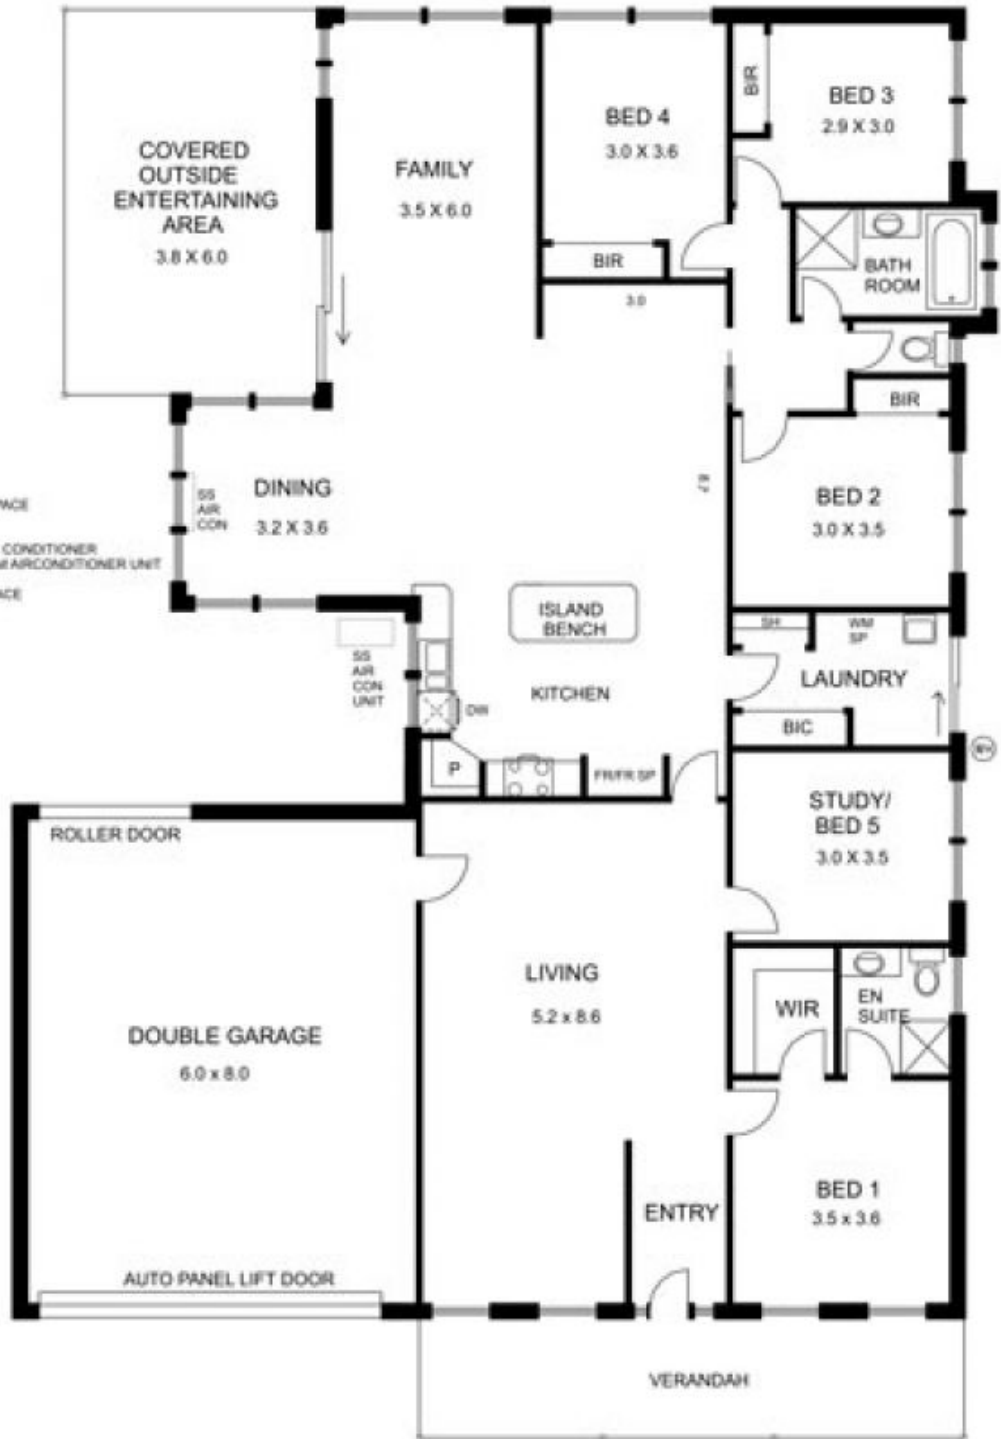 COVERED
OUTSIDE
ENTERTAINING
AREA
3.8 X 6.0
FAMILY
3.5 X 6.0
BED 4
3.0 X 3.6
BIR
BIR
BED 3
2.9 X 3.0
BATH
ROOM
3.0
BIR
BED 2
3.0 X 3.5
DINING
3.2 X 3.6
SS
AIR
CON
CONDITIONER
AIRCONDITIONER UNIT
ISLAND
BENCH
KITCHEN
SS
AIR
CON
UNIT
DW
P
FR/FR SP
SH
WM
SP
LAUNDRY
BIC
STUDY/
BED 5
3.0 X 3.5
ROLLER DOOR
LIVING
5.2 x 8.6
WIR
EN
SUITE
DOUBLE GARAGE
6.0 x 8.0
BED 1
3.5 x 3.6
ENTRY
AUTO PANEL LIFT DOOR
VERANDAH